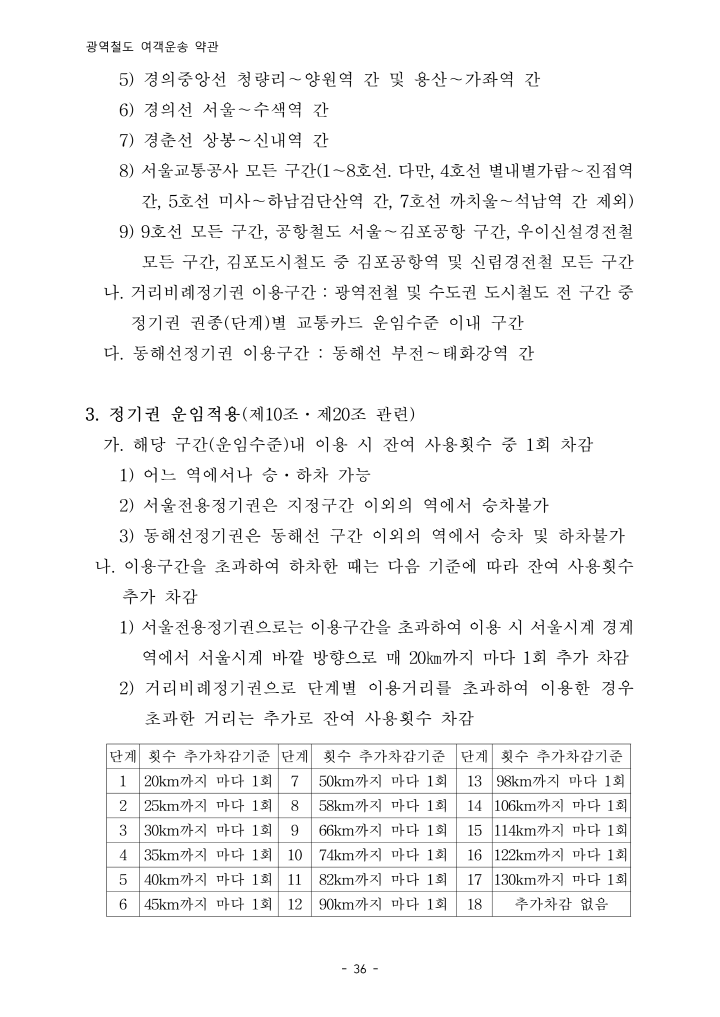 광역철도 여객운송 약관
5) 경의중앙선 청량리~양원역 간 및 용산~가좌역 간
6) 경의선 서울~수색역 간
7) 경춘선 상봉~신내역 간
8) 서울교통공사 모든 구간(1~8호선. 다만, 4호선 별내별가람~진접역
간, 5호선 미사~하남검단산역 간, 7호선 까치울~석남역 간 제외)
9) 9호선 모든 구간, 공항철도 서울~김포공항 구간, 우이신설경전철
모든 구간, 김포도시철도 중 김포공항역 및 신림경전철 모든 구간
나. 거리비례정기권 이용구간 : 광역전철 및 수도권 도시철도 전 구간 중
정기권 권종(단계)별 교통카드 운임수준 이내 구간
다. 동해선정기권 이용구간 : 동해선 부전~태화강역 간
3. 정기권 운임적용(제10조·제20조 관련)
가. 해당 구간(운임수준)내 이용 시 잔여 사용횟수 중 1회 차감
1) 어느 역에서나 승·하차 가능
2) 서울전용정기권은 지정구간 이외의 역에서 승차불가
3) 동해선정기권은 동해선 구간 이외의 역에서 승차 및 하차불가
나. 이용구간을 초과하여 하차한 때는 다음 기준에 따라 잔여 사용횟수
추가 차감
1) 서울전용정기권으로는 이용구간을 초과하여 이용 시 서울시계 경계
역에서 서울시계 바깥 방향으로 매 20㎞까지 마다 1회 추가 차감
2) 거리비례정기권으로 단계별 이용거리를 초과하여 이용한 경우
초과한 거리는 추가로 잔여 사용횟수 차감
단계 횟수 추가차감기준 단계 횟수 추가차감기준 단계 횟수 추가차감기준
1 20km까지 마다 1회 7 50km까지 마다 1회 13 98km까지 마다 1회
2 25km까지 마다 1회 8 58km까지 마다 1회 14 106km까지 마다 1회
3 30km까지 마다 1회 9 66km까지 마다 1회 15 114km까지 마다 1회
4 35km까지 마다 1회 10 74km까지 마다 1회 16 122km까지 마다 1회
5 40km까지 마다 1회 11 82km까지 마다 1회 17 130km까지 마다 1회
6 45km까지 마다 1회 12 90km까지 마다 1회 18 추가차감 없음
- 36 -